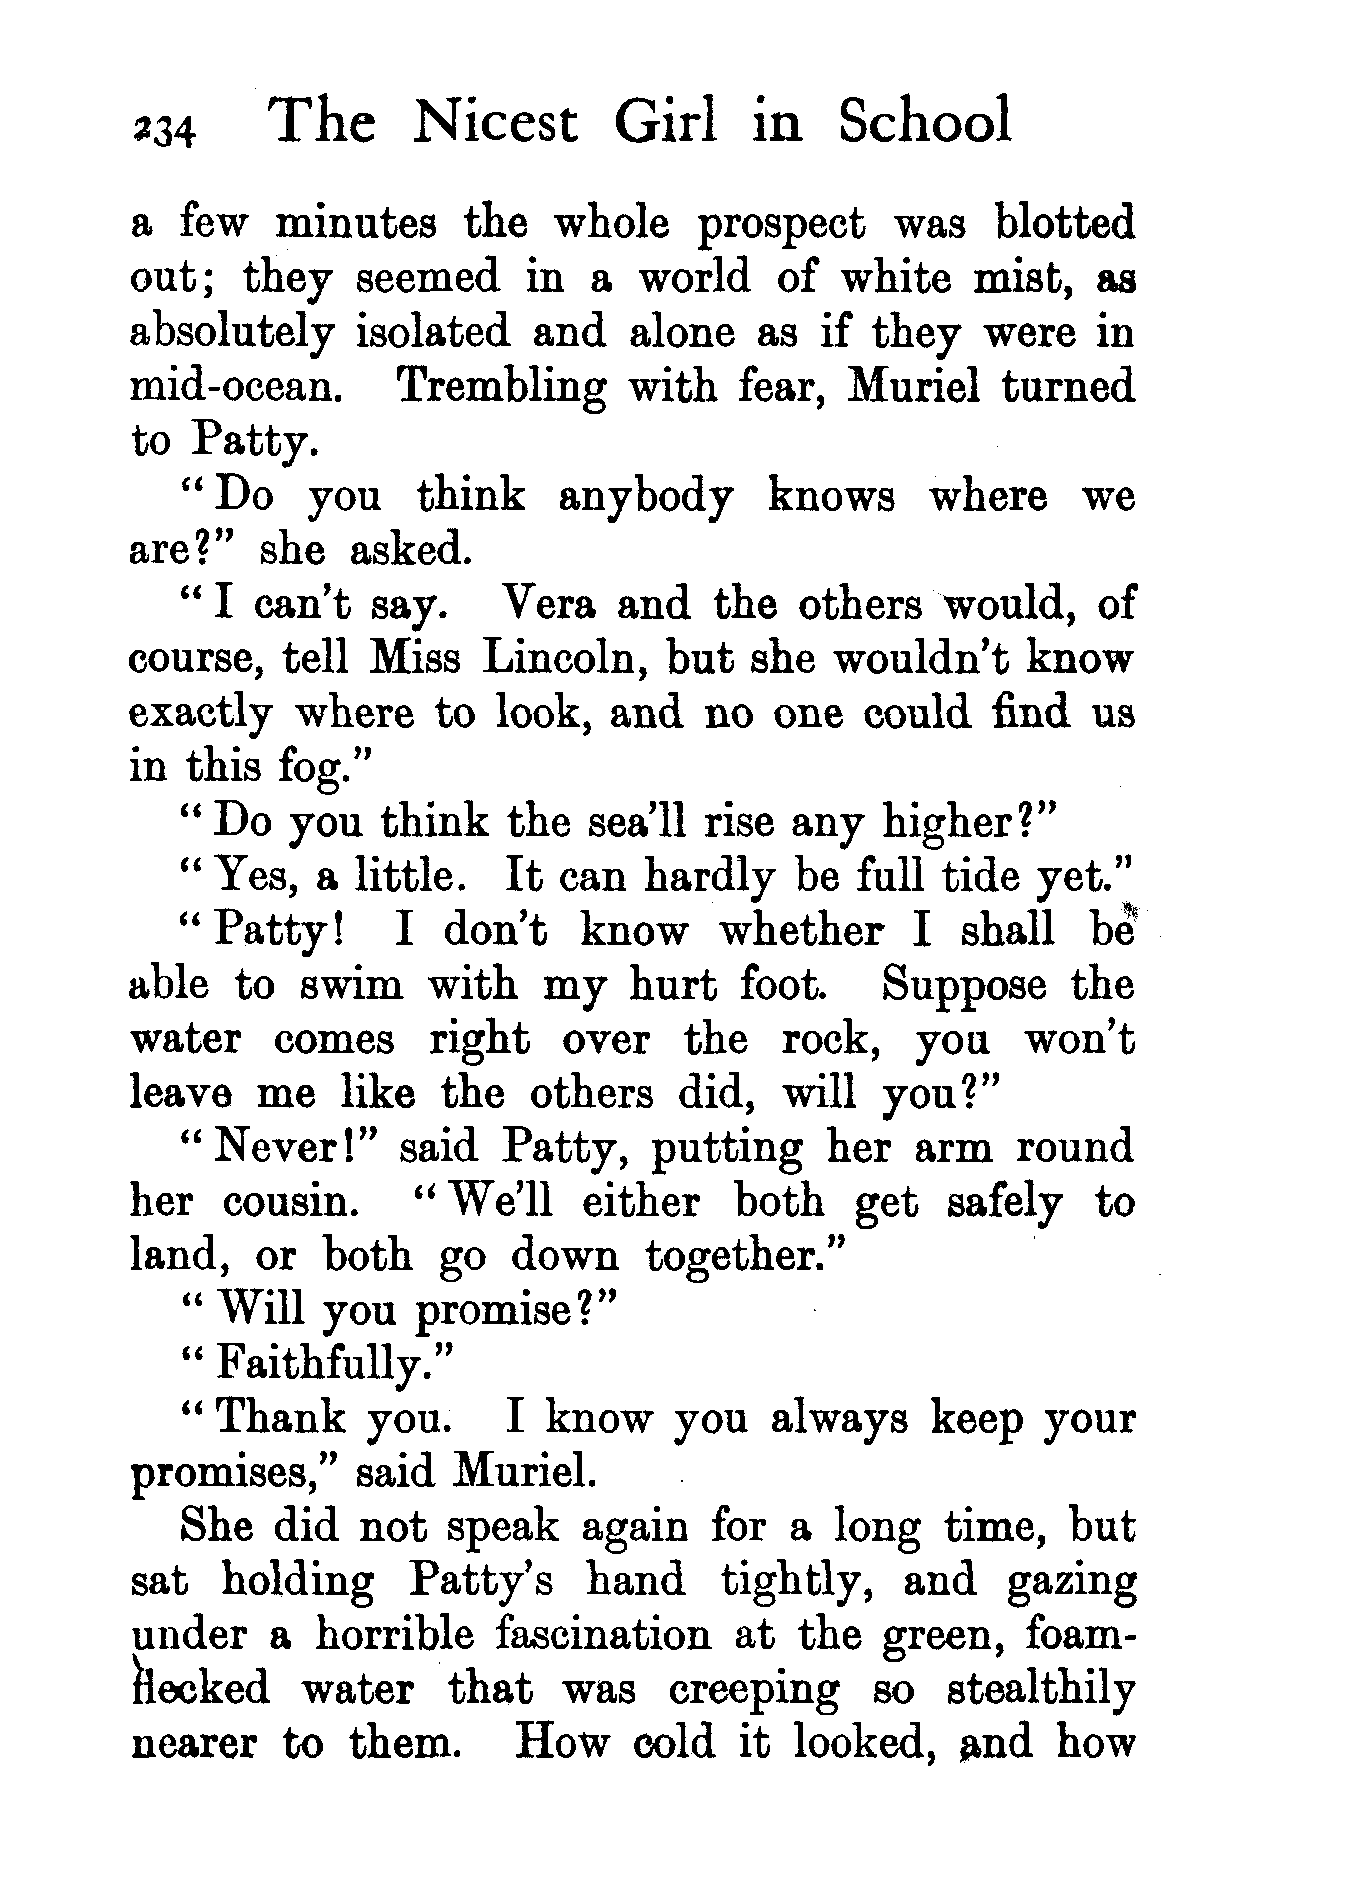 234 The Nicest Girl in School
a few minutes the whole prospect was blotted
out; they seemed in a world of white mist, as
absolutely isolated and alone as if they were in
mid-ocean. Trembling with fear, Muriel turned
to Patty.
“Do you think anybody knows where we
are?” she asked.
“I can’t say. Vera and the others would, of
course, tell Miss Lincoln, but she wouldn’t know
exactly where to look, and no one could find us
in this fog.”
“Do you think the sea’ll rise any higher?”
“Yes, a little. It can hardly be full tide yet.”
“Patty! I don’t know whether I shall be
able to swim with my hurt foot. Suppose the
water comes right over the rock, you won’t
leave me like the others did, will you?”
“Never!” said Patty, putting her arm round
her cousin. “We’ll either both get safely to
land, or both go down together.”
“Will you promise?”
“Faithfully.”
“Thank you. I know you always keep your
promises,” said Muriel.
She did not speak again for a long time, but
sat holding Patty’s hand tightly, and gazing
under a horrible fascination at the green, foam-
flecked water that was creeping so stealthily
nearer to them. How cold it looked, and how